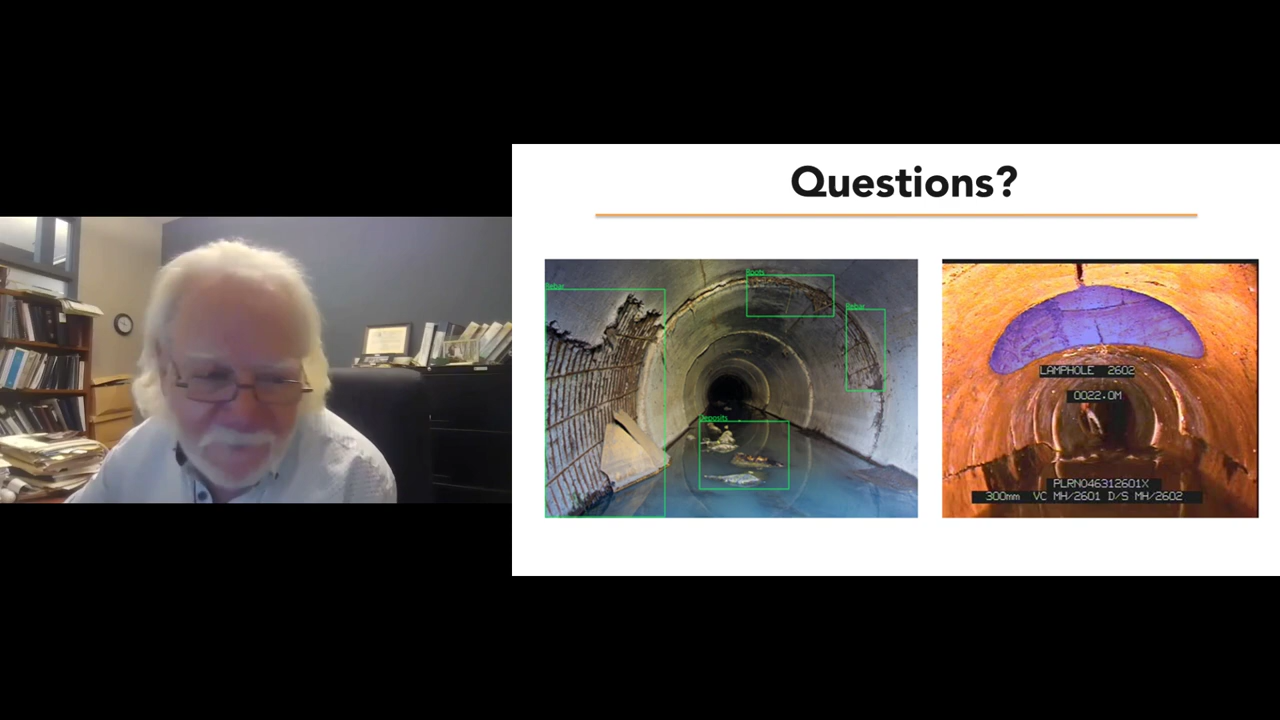 Questions?
Rebar
Roots
Rebar
Deposits
LAMPHOLE 2602
0022.0M
PLRN046312601X
300mm VC MH/2601 D/S MH/2602